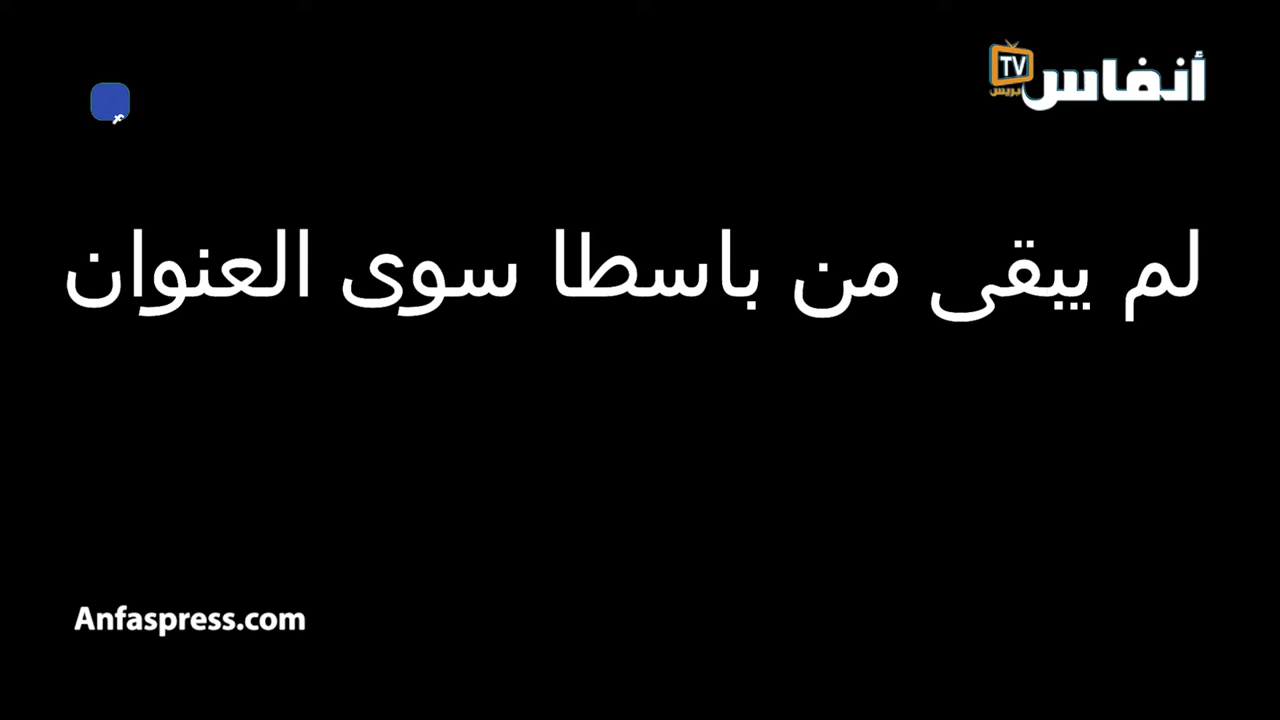 أنفاس
TV
بريس
لم يبقى من باسطا سوى العنوان
Anfaspress.com